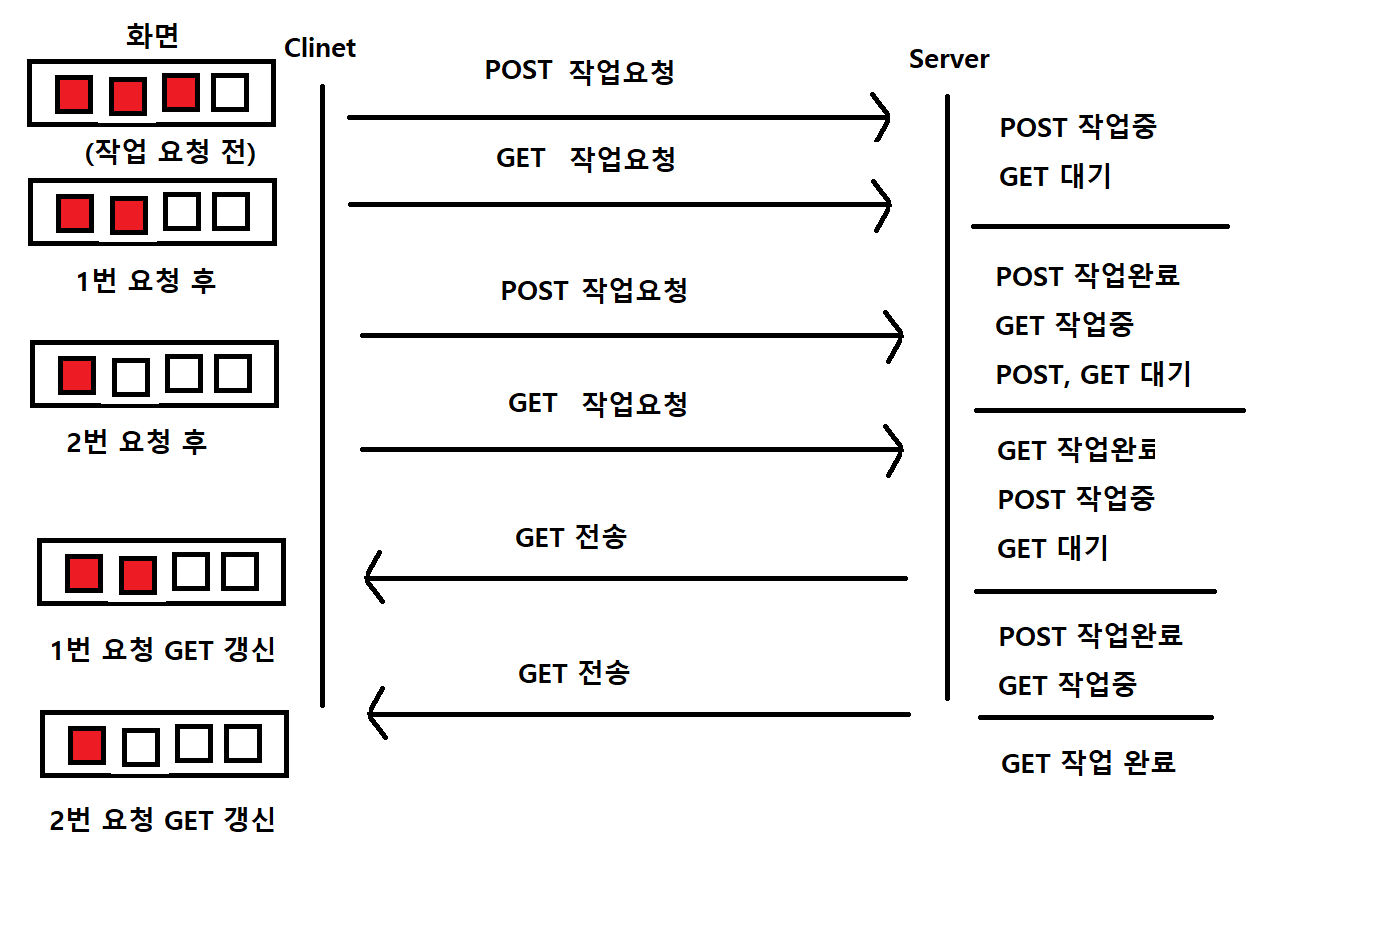 화면
Clinet
Server
POST 작업요청
(작업 요청 전)
GET 작업요청
POST 작업중
GET 대기
1번 요청 후
POST 작업요청
POST 작업완료
GET 작업중
POST, GET 대기
2번 요청 후
GET 작업요청
GET 작업완료
POST 작업중
GET 대기
GET 전송
1번 요청 GET 갱신
POST 작업완료
GET 작업중
GET 전송
2번 요청 GET 갱신
GET 작업 완료